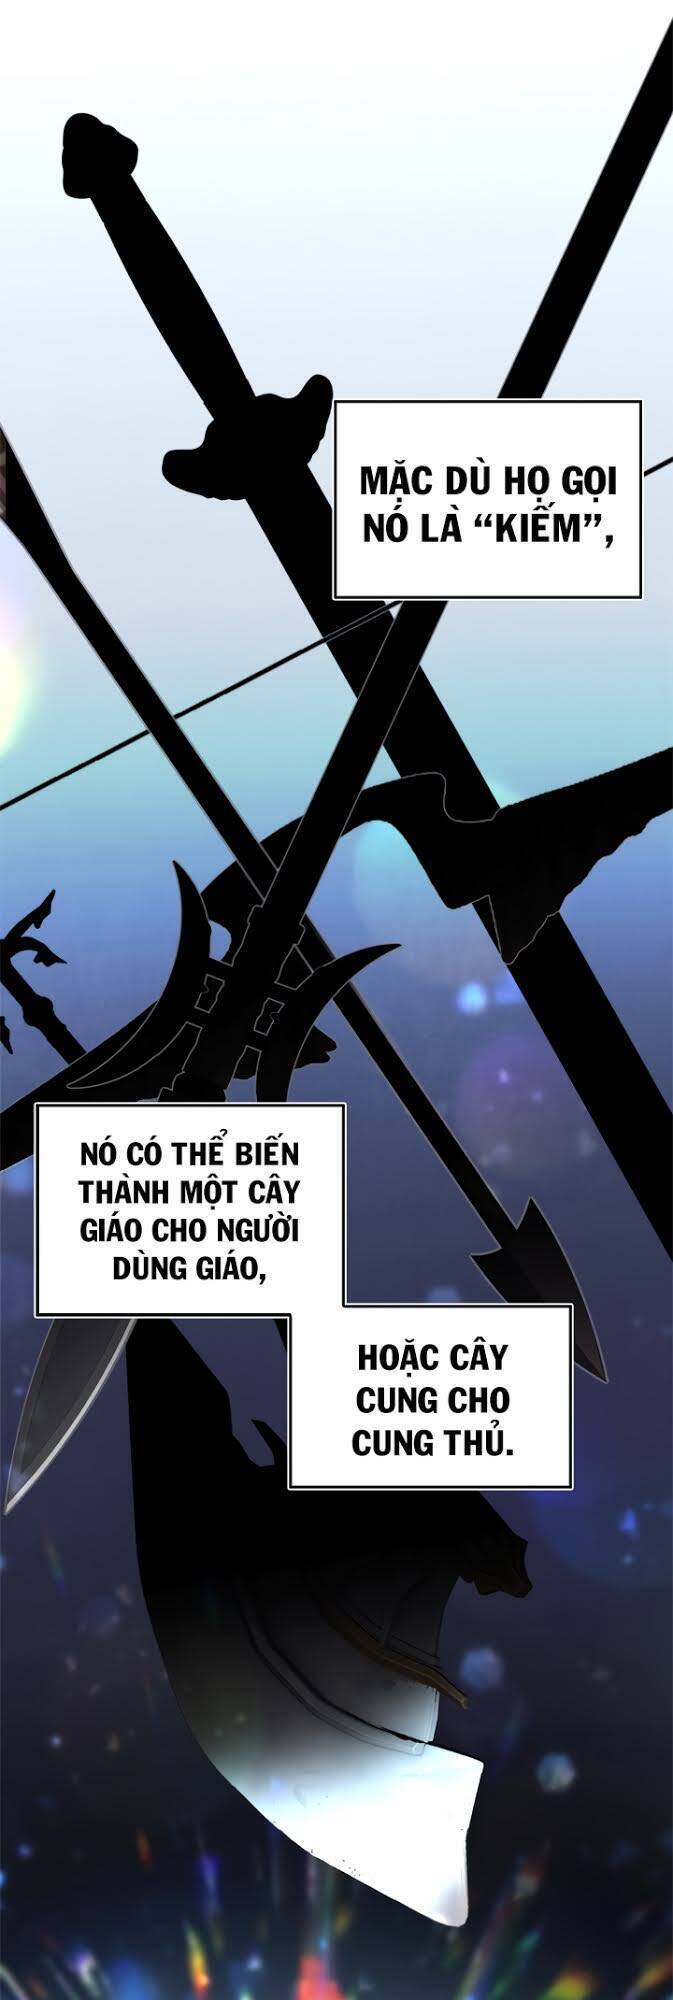 MẶC DÙ HỌ GỌI
NÓ LÀ “KIẾM”,
NÓ CÓ THỂ BIẾN
THÀNH MỘT CÂY
GIÁO CHO NGƯỜI
DÙNG GIÁO,
HOẶC CÂY
CUNG CHO
CUNG THỦ.